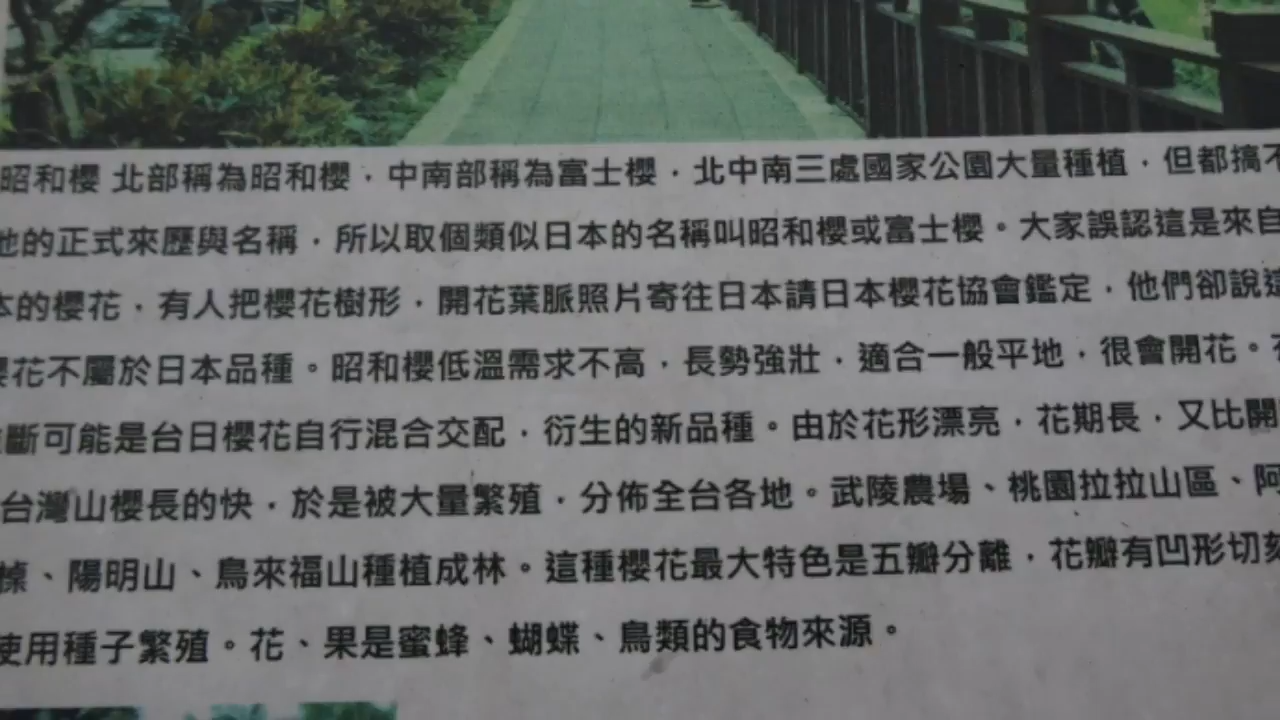 昭和櫻 北部稱為昭和櫻，中南部稱為富士櫻，北中南三處國家公園大量種植，但都搞不
他的正式來歷與名稱，所以取個類似日本的名稱叫昭和櫻或富士櫻。大家誤認這是來自
本的櫻花，有人把櫻花樹形，開花葉脈照片寄往日本請日本櫻花協會鑑定，他們卻說這
櫻花不屬於日本品種。昭和櫻低溫需求不高，長勢強壯，適合一般平地，很會開花。
斷可能是台日櫻花自行混合交配，衍生的新品種。由於花形漂亮，花期長，又比開
台灣山櫻長的快，於是被大量繁殖，分佈全台各地。武陵農場、桃園拉拉山區、阿
、陽明山、鳥來福山種植成林。這種櫻花最大特色是五瓣分離，花瓣有凹形切刻
使用種子繁殖。花、果是蜜蜂、蝴蝶、鳥類的食物來源。